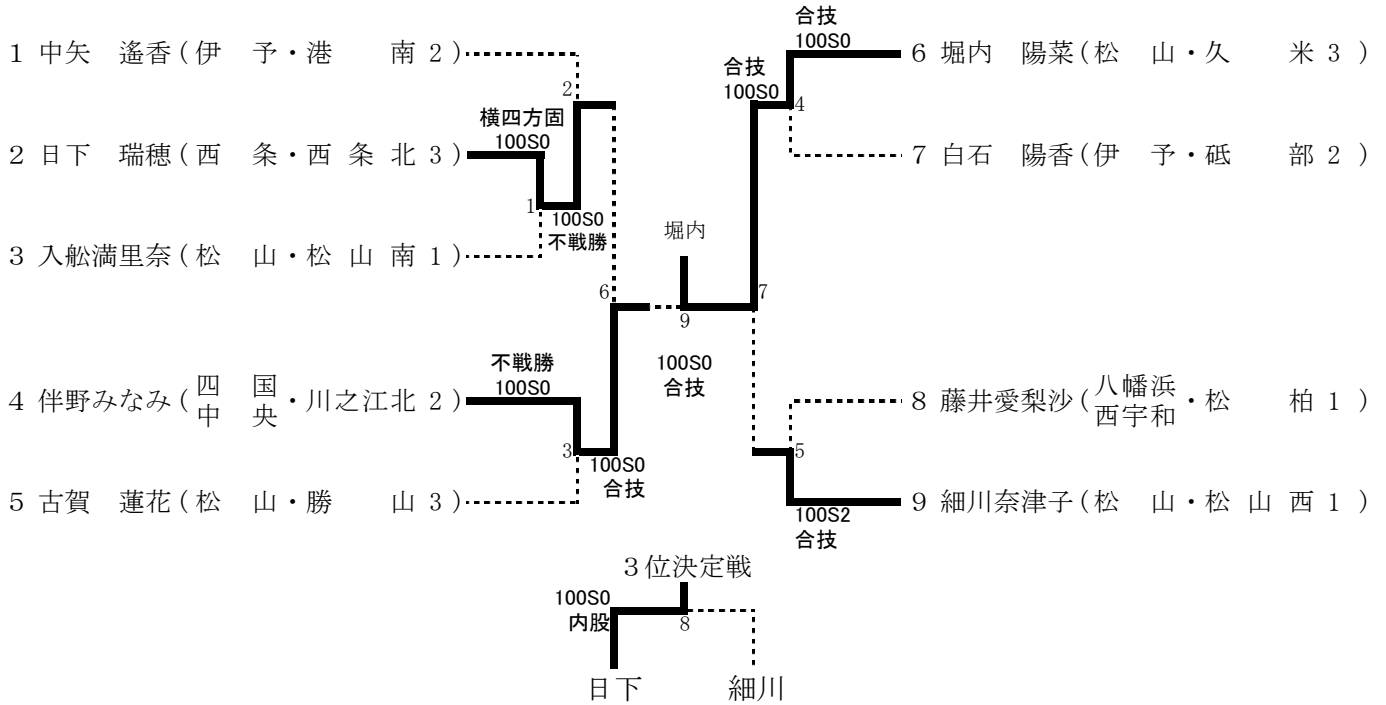 合技
100S0
1 中矢 遙香(伊 予・港 南 2)
6 堀内 陽菜(松 山・久 米 3)
合技
100S0
2
4
横四方固
100S0
2 日下 瑞穂(西 条・西 条 北 3)
7 白石 陽香(伊 予・砥 部 2)
1
100S0
不戦勝
堀内
3 入舩満里奈(松 山・松 山 南 1)
6
7
9
不戦勝
100S0
100S0
合技
4 伴野みなみ(四国中央・川之江北 2)
8 藤井愛梨沙(八幡浜西宇和・松 柏 1)
3
5
100S0
合技
5 古賀 蓮花(松 山・勝 山 3)
9 細川奈津子(松 山・松 山 西 1)
100S2
合技
3位決定戦
100S0
内股
8
日下
細川